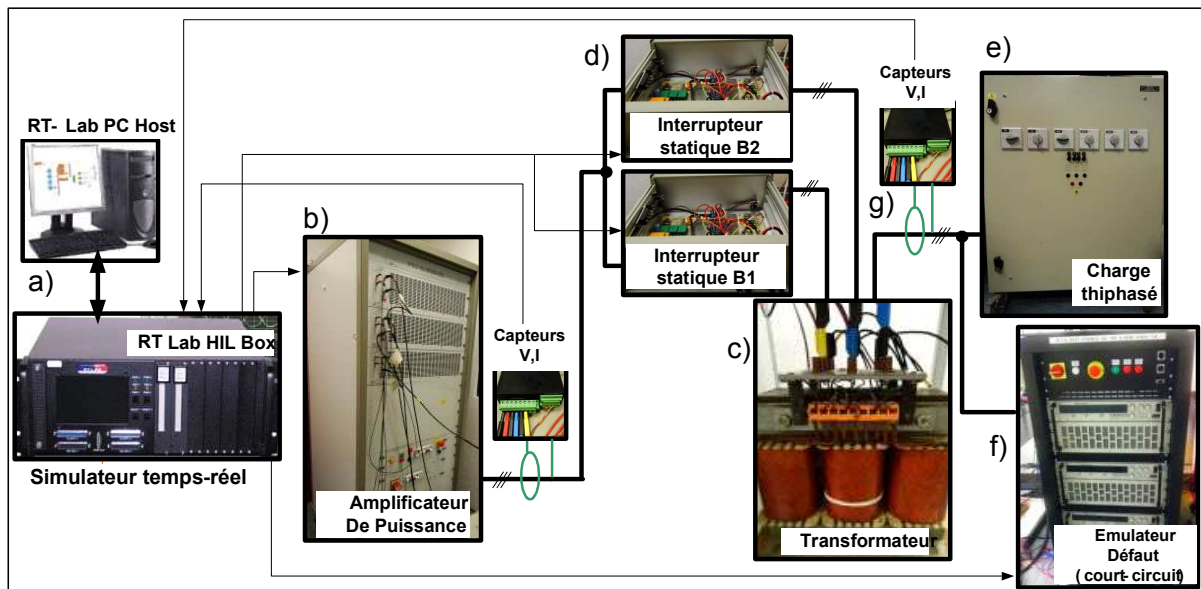 d)
e)
Capteurs
V,I
RT- Lab PC Host
Interrupteur
statique B2
b)
g)
a)
Interrupteur
statique B1
Charge
thiphasé
RT Lab HIL Box
Capteurs
V,I
c)
f)
Simulateur temps-réel
Amplificateur
De Puissance
Transformateur
Emulateur
Défaut
( court- circuit)